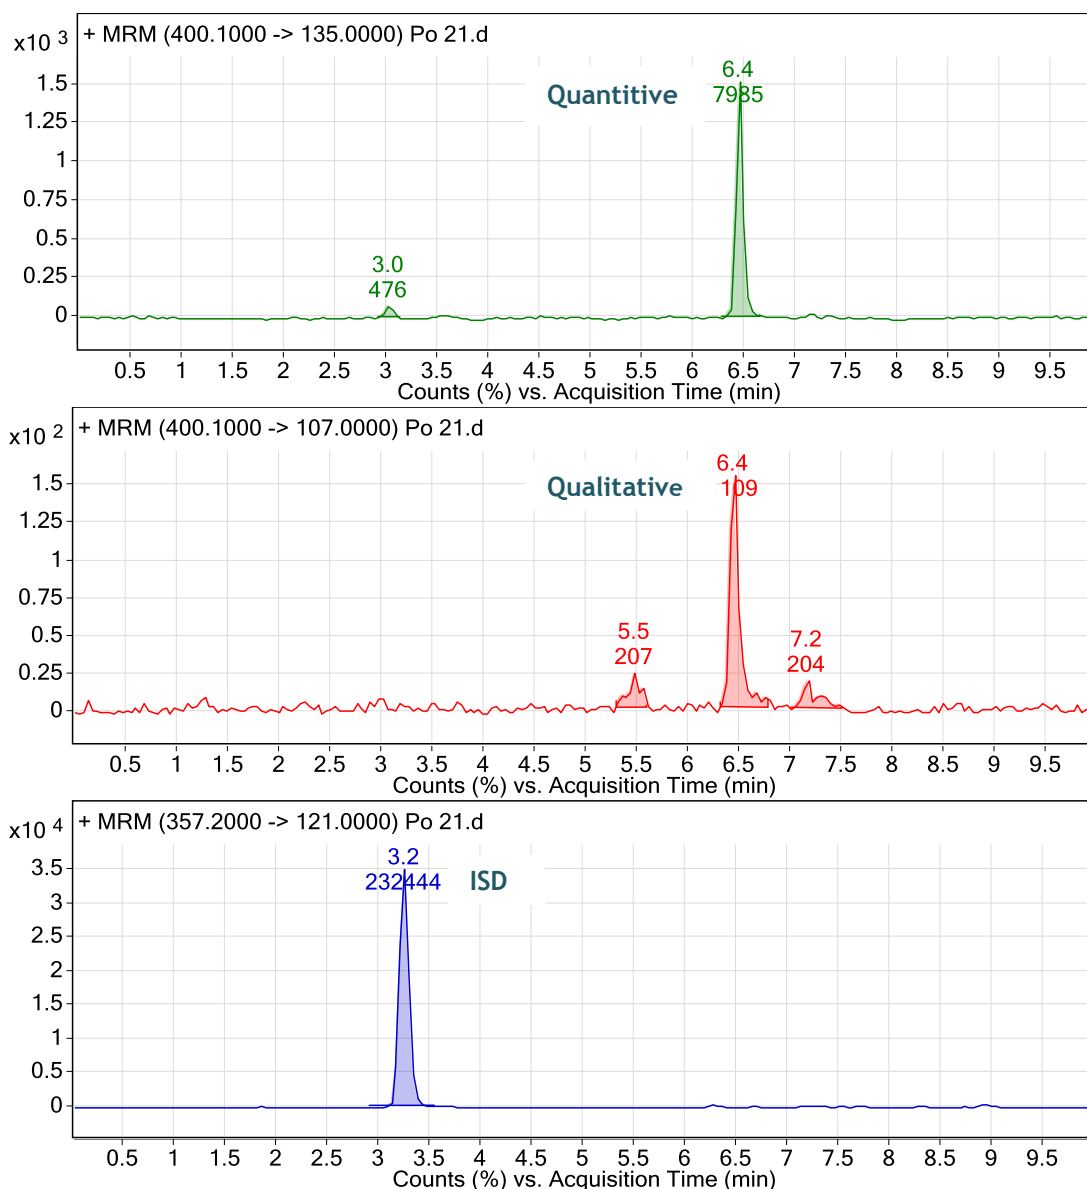 + MRM (400.1000 -> 135.0000) Po 21.d
x10 3
Quantitive
6.4
7985
3.0
476
1.5
1.25
1
0.75
0.5
0.25
0
0.5 1 1.5 2 2.5 3 3.5 4 4.5 5 5.5 6 6.5 7 7.5 8 8.5 9 9.5
Counts (%) vs. Acquisition Time (min)
+ MRM (400.1000 -> 107.0000) Po 21.d
x10 2
Qualitative
6.4
109
5.5
207
7.2
204
1.5
1.25
1
0.75
0.5
0.25
0
0.5 1 1.5 2 2.5 3 3.5 4 4.5 5 5.5 6 6.5 7 7.5 8 8.5 9 9.5
Counts (%) vs. Acquisition Time (min)
+ MRM (357.2000 -> 121.0000) Po 21.d
x10 4
3.2
232444
ISD
3.5
3
2.5
2
1.5
1
0.5
0
0.5 1 1.5 2 2.5 3 3.5 4 4.5 5 5.5 6 6.5 7 7.5 8 8.5 9 9.5
Counts (%) vs. Acquisition Time (min)